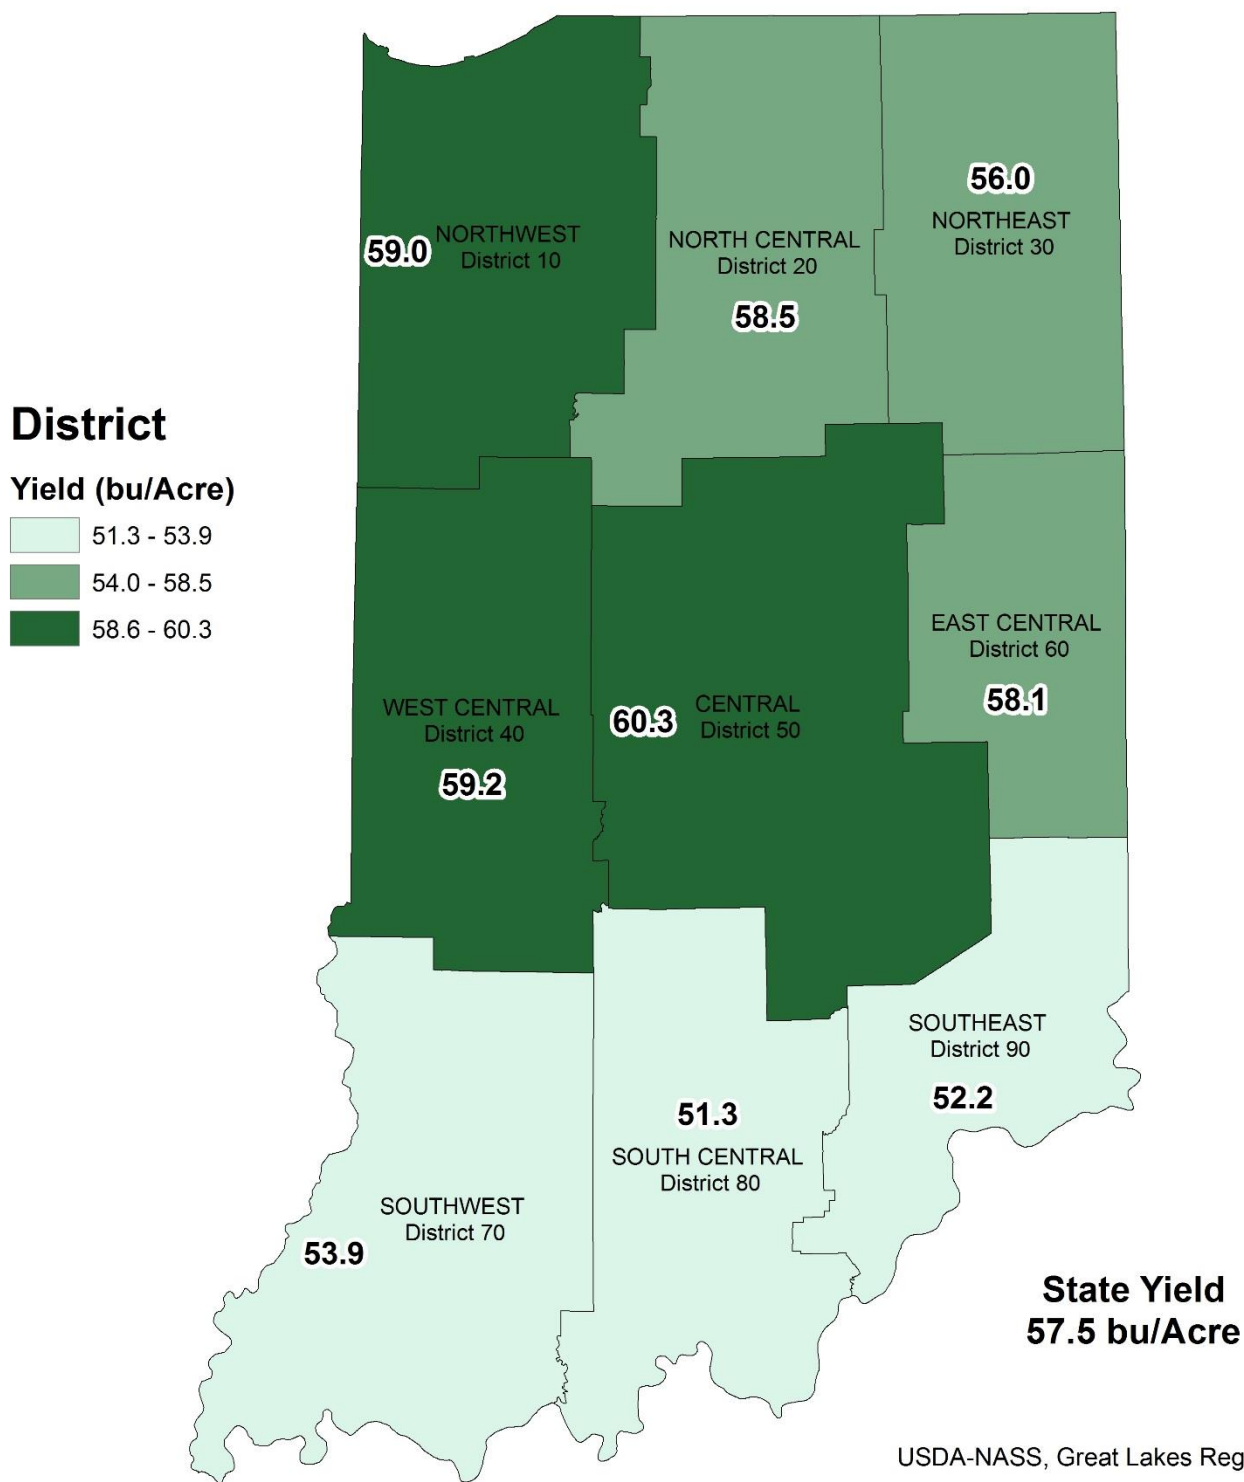 56.0
NORTHEAST
District 30
NORTHWEST
District 10
59.0
NORTH CENTRAL
District 20
58.5
District
Yield (bu/Acre)
51.3 - 53.9
54.0 - 58.5
58.6 - 60.3
EAST CENTRAL
District 60
58.1
WEST CENTRAL
District 40
59.2
60.3
CENTRAL
District 50
SOUTHEAST
District 90
52.2
51.3
SOUTH CENTRAL
District 80
SOUTHWEST
District 70
53.9
State Yield
57.5 bu/Acre
USDA-NASS, Great Lakes Reg